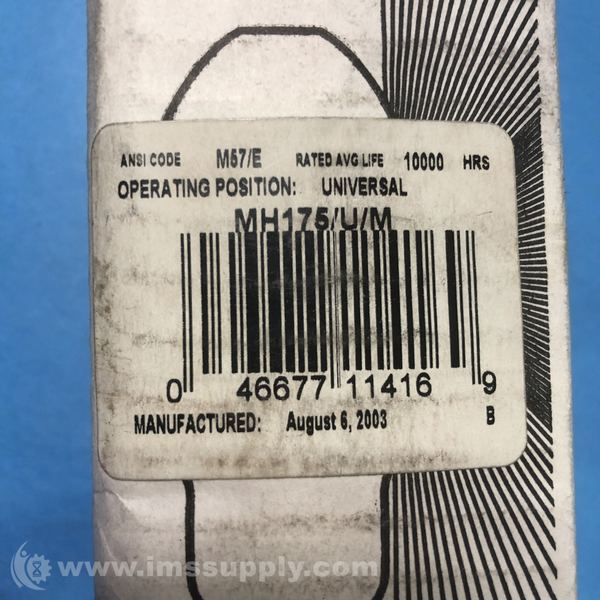 ANSI CODE M57/E RATED AVG LIFE 10000 HRS
OPERATING POSITION: UNIVERSAL
MH175/U/M
0 46677 11416 9
MANUFACTURED: August 6, 2003 B
www.imssupply.com